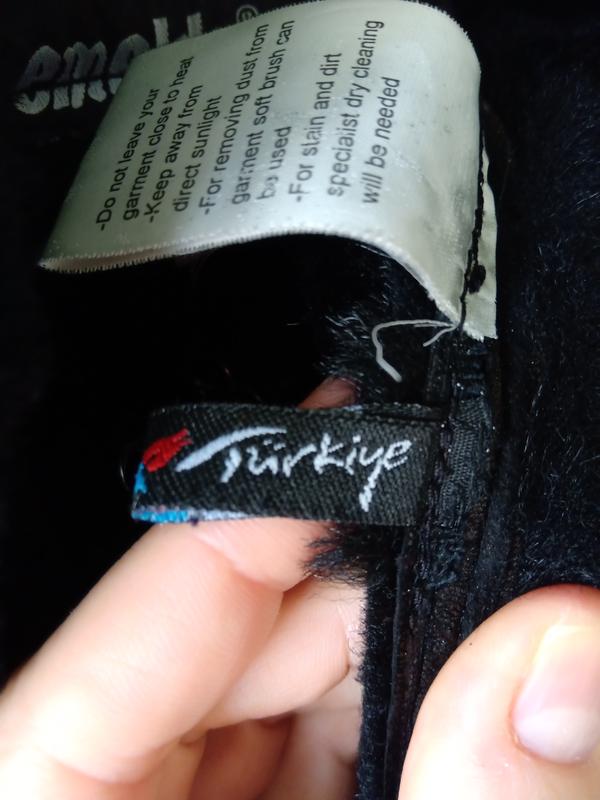 -Do not leave your
garment close to heat
-Keep away from
direct sunlight
-For removing dust from
garment soft brush can
be used
-For stain and dirt
specialist dry cleaning
will be needed
Türkiye